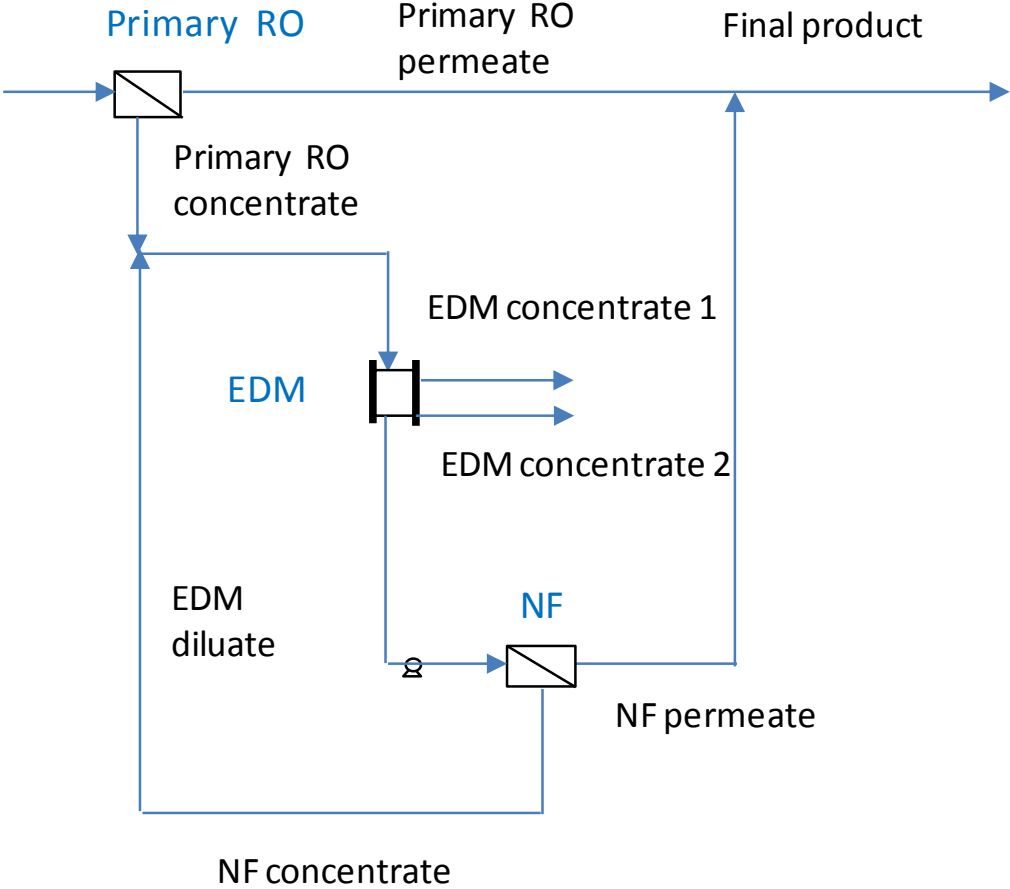 Primary RO
Primary RO
permeate
Final product
Primary RO
concentrate
EDM concentrate 1
EDM
EDM concentrate 2
EDM
diluate
NF
NF permeate
NF concentrate